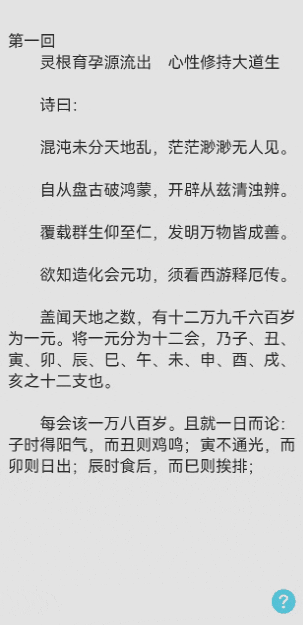 第一回
灵根育孕源流出　心性修持大道生
诗曰：
混沌未分天地乱，茫茫渺渺无人见。
自从盘古破鸿蒙，开辟从兹清浊辨。
覆载群生仰至仁，发明万物皆成善。
欲知造化会元功，须看西游释厄传。
盖闻天地之数，有十二万九千六百岁
为一元。将一元分为十二会，乃子、丑、
寅、卯、辰、巳、午、未、申、酉、戌、
亥之十二支也。
每会该一万八百岁。且就一日而论：
子时得阳气，而丑则鸡鸣；寅不通光，而
卯则日出；辰时食后，而巳则挨排；
?